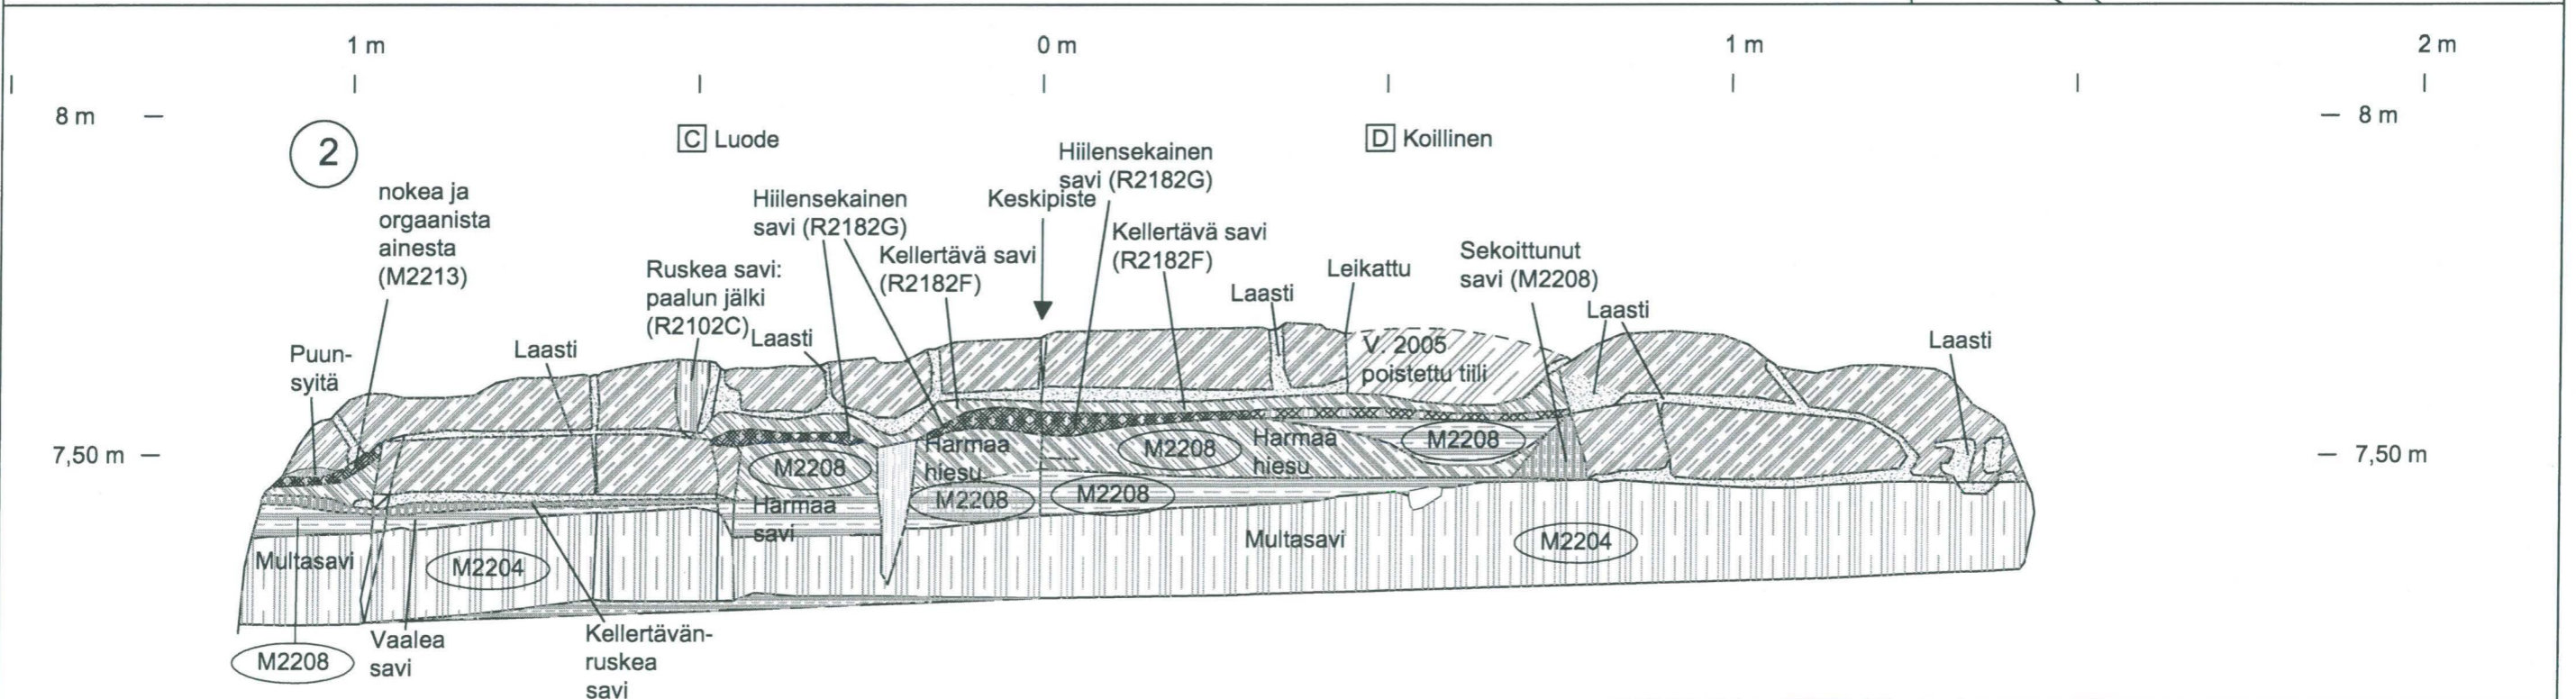 1 m
0 m
1 m
2 m
8 m
8 m
2
C Luode
D Koillinen
nokea ja
orgaanista
ainesta
(M2213)
Hiilensekainen
savi (R2182G)
Keskipiste
Hiilensekainen
savi (R2182G)
Kellertävä savi
(R2182F)
Kellertävä savi
(R2182F)
Ruskea savi:
paalun jälki
(R2102C)
Laasti
Leikattu
Laasti
Sekoittunut
savi (M2208)
Laasti
Laasti
Puun-
syitä
Laasti
V. 2005
poistettu tiili
7,50 m
7,50 m
M2208
Harmaa
hiesu
M2208
Harmaa
hiesu
M2208
M2208
M2208
Harmaa
savi
Multasavi
M2204
Multasavi
M2204
M2208
Vaalea
savi
Kellertävän-
ruskea
savi